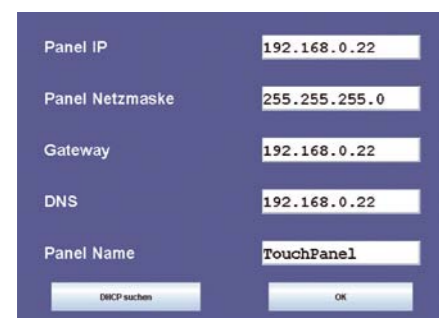 Panel IP 192.168.0.22
Panel Netzmaske 255.255.255.0
Gateway 192.168.0.22
DNS 192.168.0.22
Panel Name TouchPanel
DHCP suchen OK